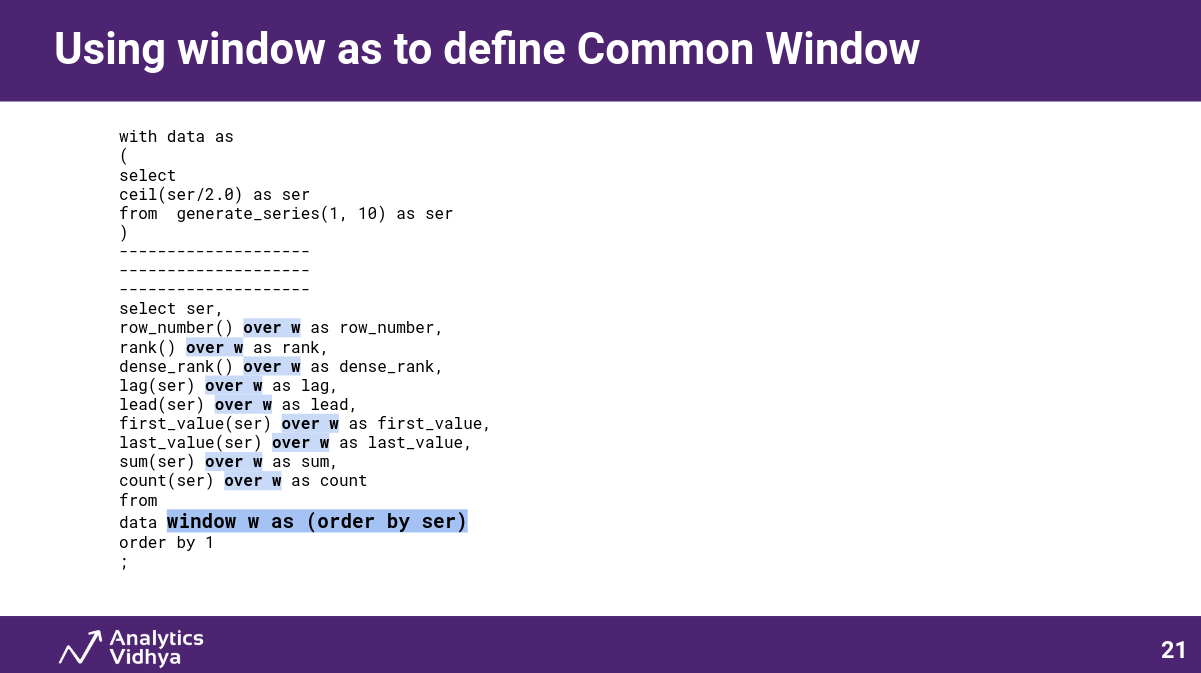 Using window as to define Common Window
with data as
(
select
ceil(ser/2.0) as ser
from  generate_series(1, 10) as ser
)
--------------------
--------------------
--------------------
select ser,
row_number() over w as row_number,
rank() over w as rank,
dense_rank() over w as dense_rank,
lag(ser) over w as lag,
lead(ser) over w as lead,
first_value(ser) over w as first_value,
last_value(ser) over w as last_value,
sum(ser) over w as sum,
count(ser) over w as count
from
data window w as (order by ser)
order by 1
;
Analytics
Vidhya
21